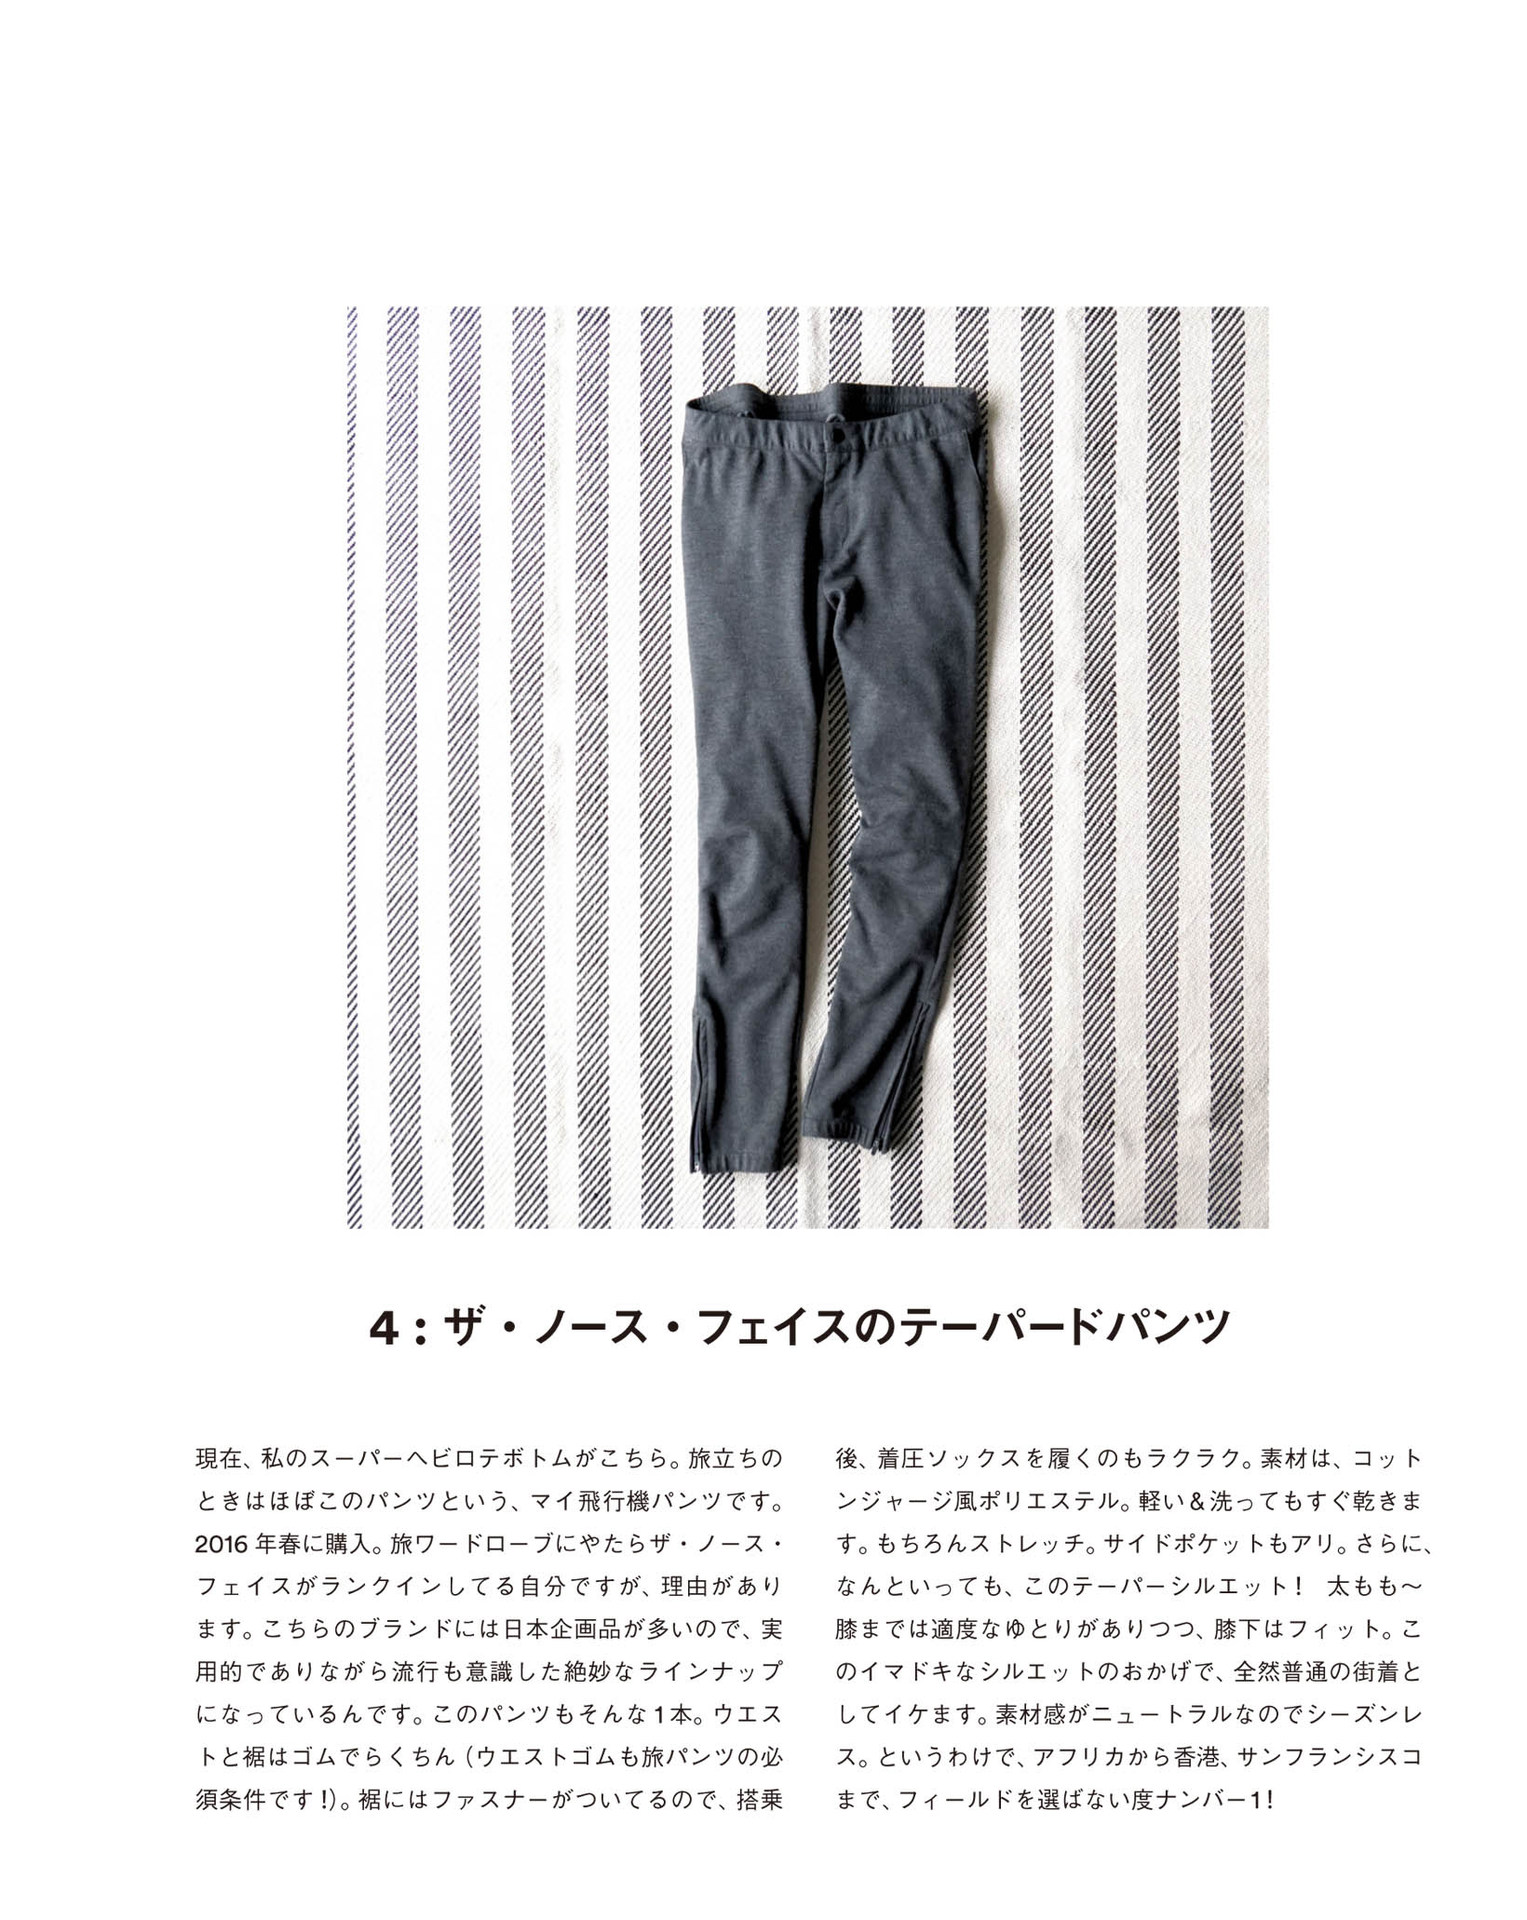 4：ザ・ノース・フェイスのテーパードパンツ
現在、私のスーパーヘビロテボトムがこちら。旅立ちの
ときはほぼこのパンツという、マイ飛行機パンツです。
2016年春に購入。旅ワードローブにやたらザ・ノース・
フェイスがランクインしてる自分ですが、理由があり
ます。こちらのブランドには日本企画品が多いので、実
用的でありながら流行も意識した絶妙なラインナップ
になっているんです。このパンツもそんな1本。ウエス
トと裾はゴムでらくちん（ウエストゴムも旅パンツの必
須条件です！）。裾にはファスナーがついてるので、搭乗
後、着圧ソックスを履くのもラクラク。素材は、コット
ンジャージ風ポリエステル。軽い＆洗ってもすぐ乾きま
す。もちろんストレッチ。サイドポケットもアリ。さらに、
なんといっても、このテーパーシルエット！　太もも〜
膝までは適度なゆとりがありつつ、膝下はフィット。こ
のイマドキなシルエットのおかげで、全然普通の街着と
してイケます。素材感がニュートラルなのでシーズンレ
ス。というわけで、アフリカから香港、サンフランシスコ
まで、フィールドを選ばない度ナンバー1！